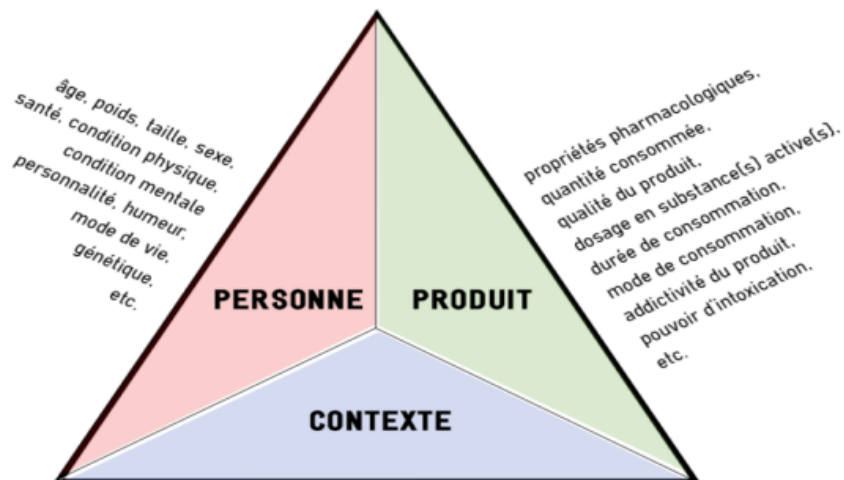 âge, poids, taille, sexe,
santé, condition physique,
condition mentale
personnalité, humeur,
mode de vie,
génétique,
etc.
propriétés pharmacologiques,
quantité consommée,
qualité du produit,
dosage en substance(s) active(s),
durée de consommation,
mode de consommation,
addictivité du produit,
pouvoir d'intoxication,
etc.
PERSONNE
PRODUIT
CONTEXTE